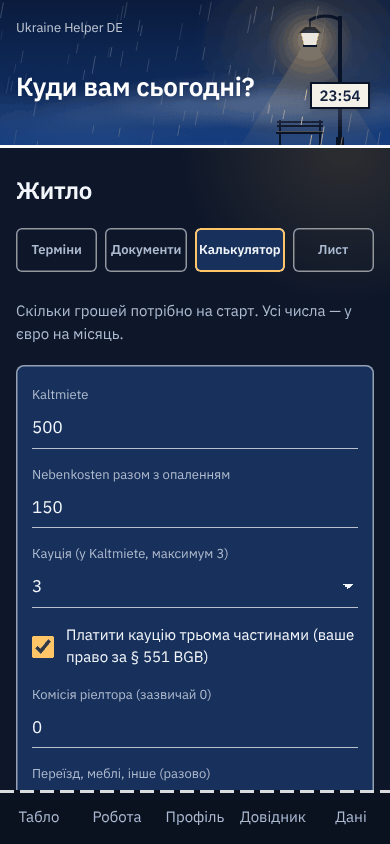 Ukraine Helper DE
Куди вам сьогодні?
23:54
Житло
Терміни
Документи
Калькулятор
Лист
Скільки грошей потрібно на старт. Усі числа — у
євро на місяць.
Kaltmiete
500
Nebenkosten разом з опаленням
150
Кауція (у Kaltmiete, максимум 3)
3
Платити кауцію трьома частинами (ваше
право за § 551 BGB)
Комісія ріелтора (зазвичай 0)
0
Переїзд, меблі, інше (разово)
Табло
Робота
Профіль
Довідник
Дані